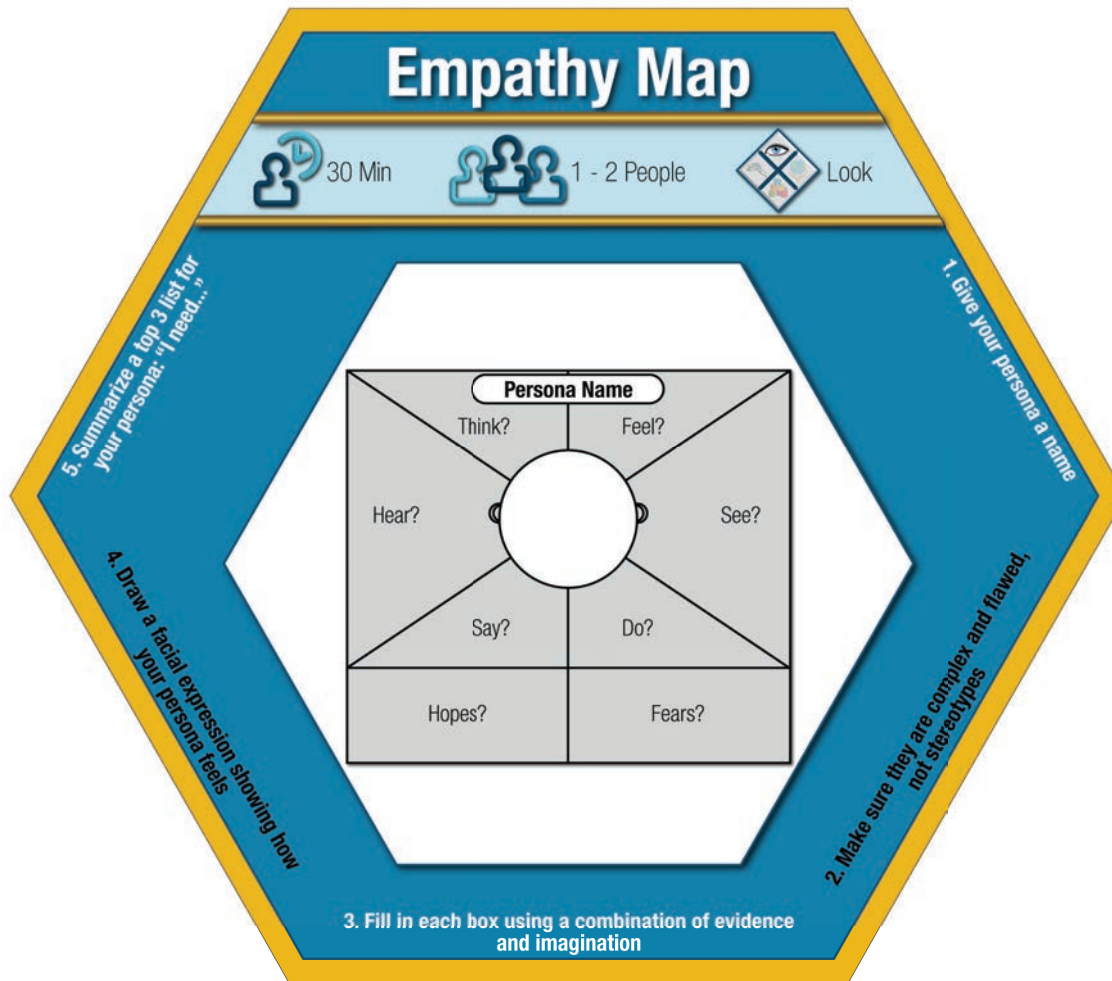 Empathy Map
30 Min
1 - 2 People
Look
1. Give your persona a name
2. Make sure they are complex and flawed,
not stereotypes
3. Fill in each box using a combination of evidence
and imagination
4. Draw a facial expression showing how
your persona feels
5. Summarize a top 3 list for
your persona: “I need...”
Persona Name
Think?
Feel?
Hear?
See?
Say?
Do?
Hopes?
Fears?